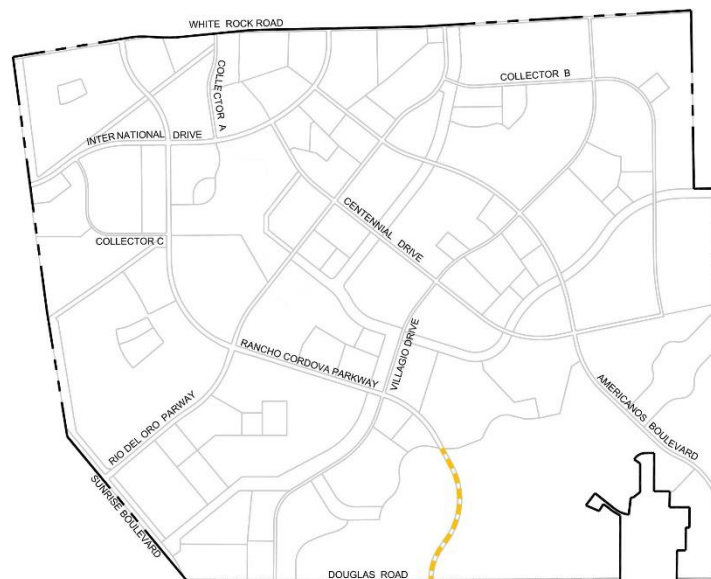 WHITE ROCK ROAD
COLLECTOR A
COLLECTOR B
INTERNATIONAL DRIVE
CENTENNIAL DRIVE
COLLECTOR C
RANCHO CORDOVA PARKWAY
VILLAGIO DRIVE
RIO DEL ORO PARWAY
AMERICANOS BOULEVARD
SUNRISE BOULEVARD
DOUGLAS ROAD